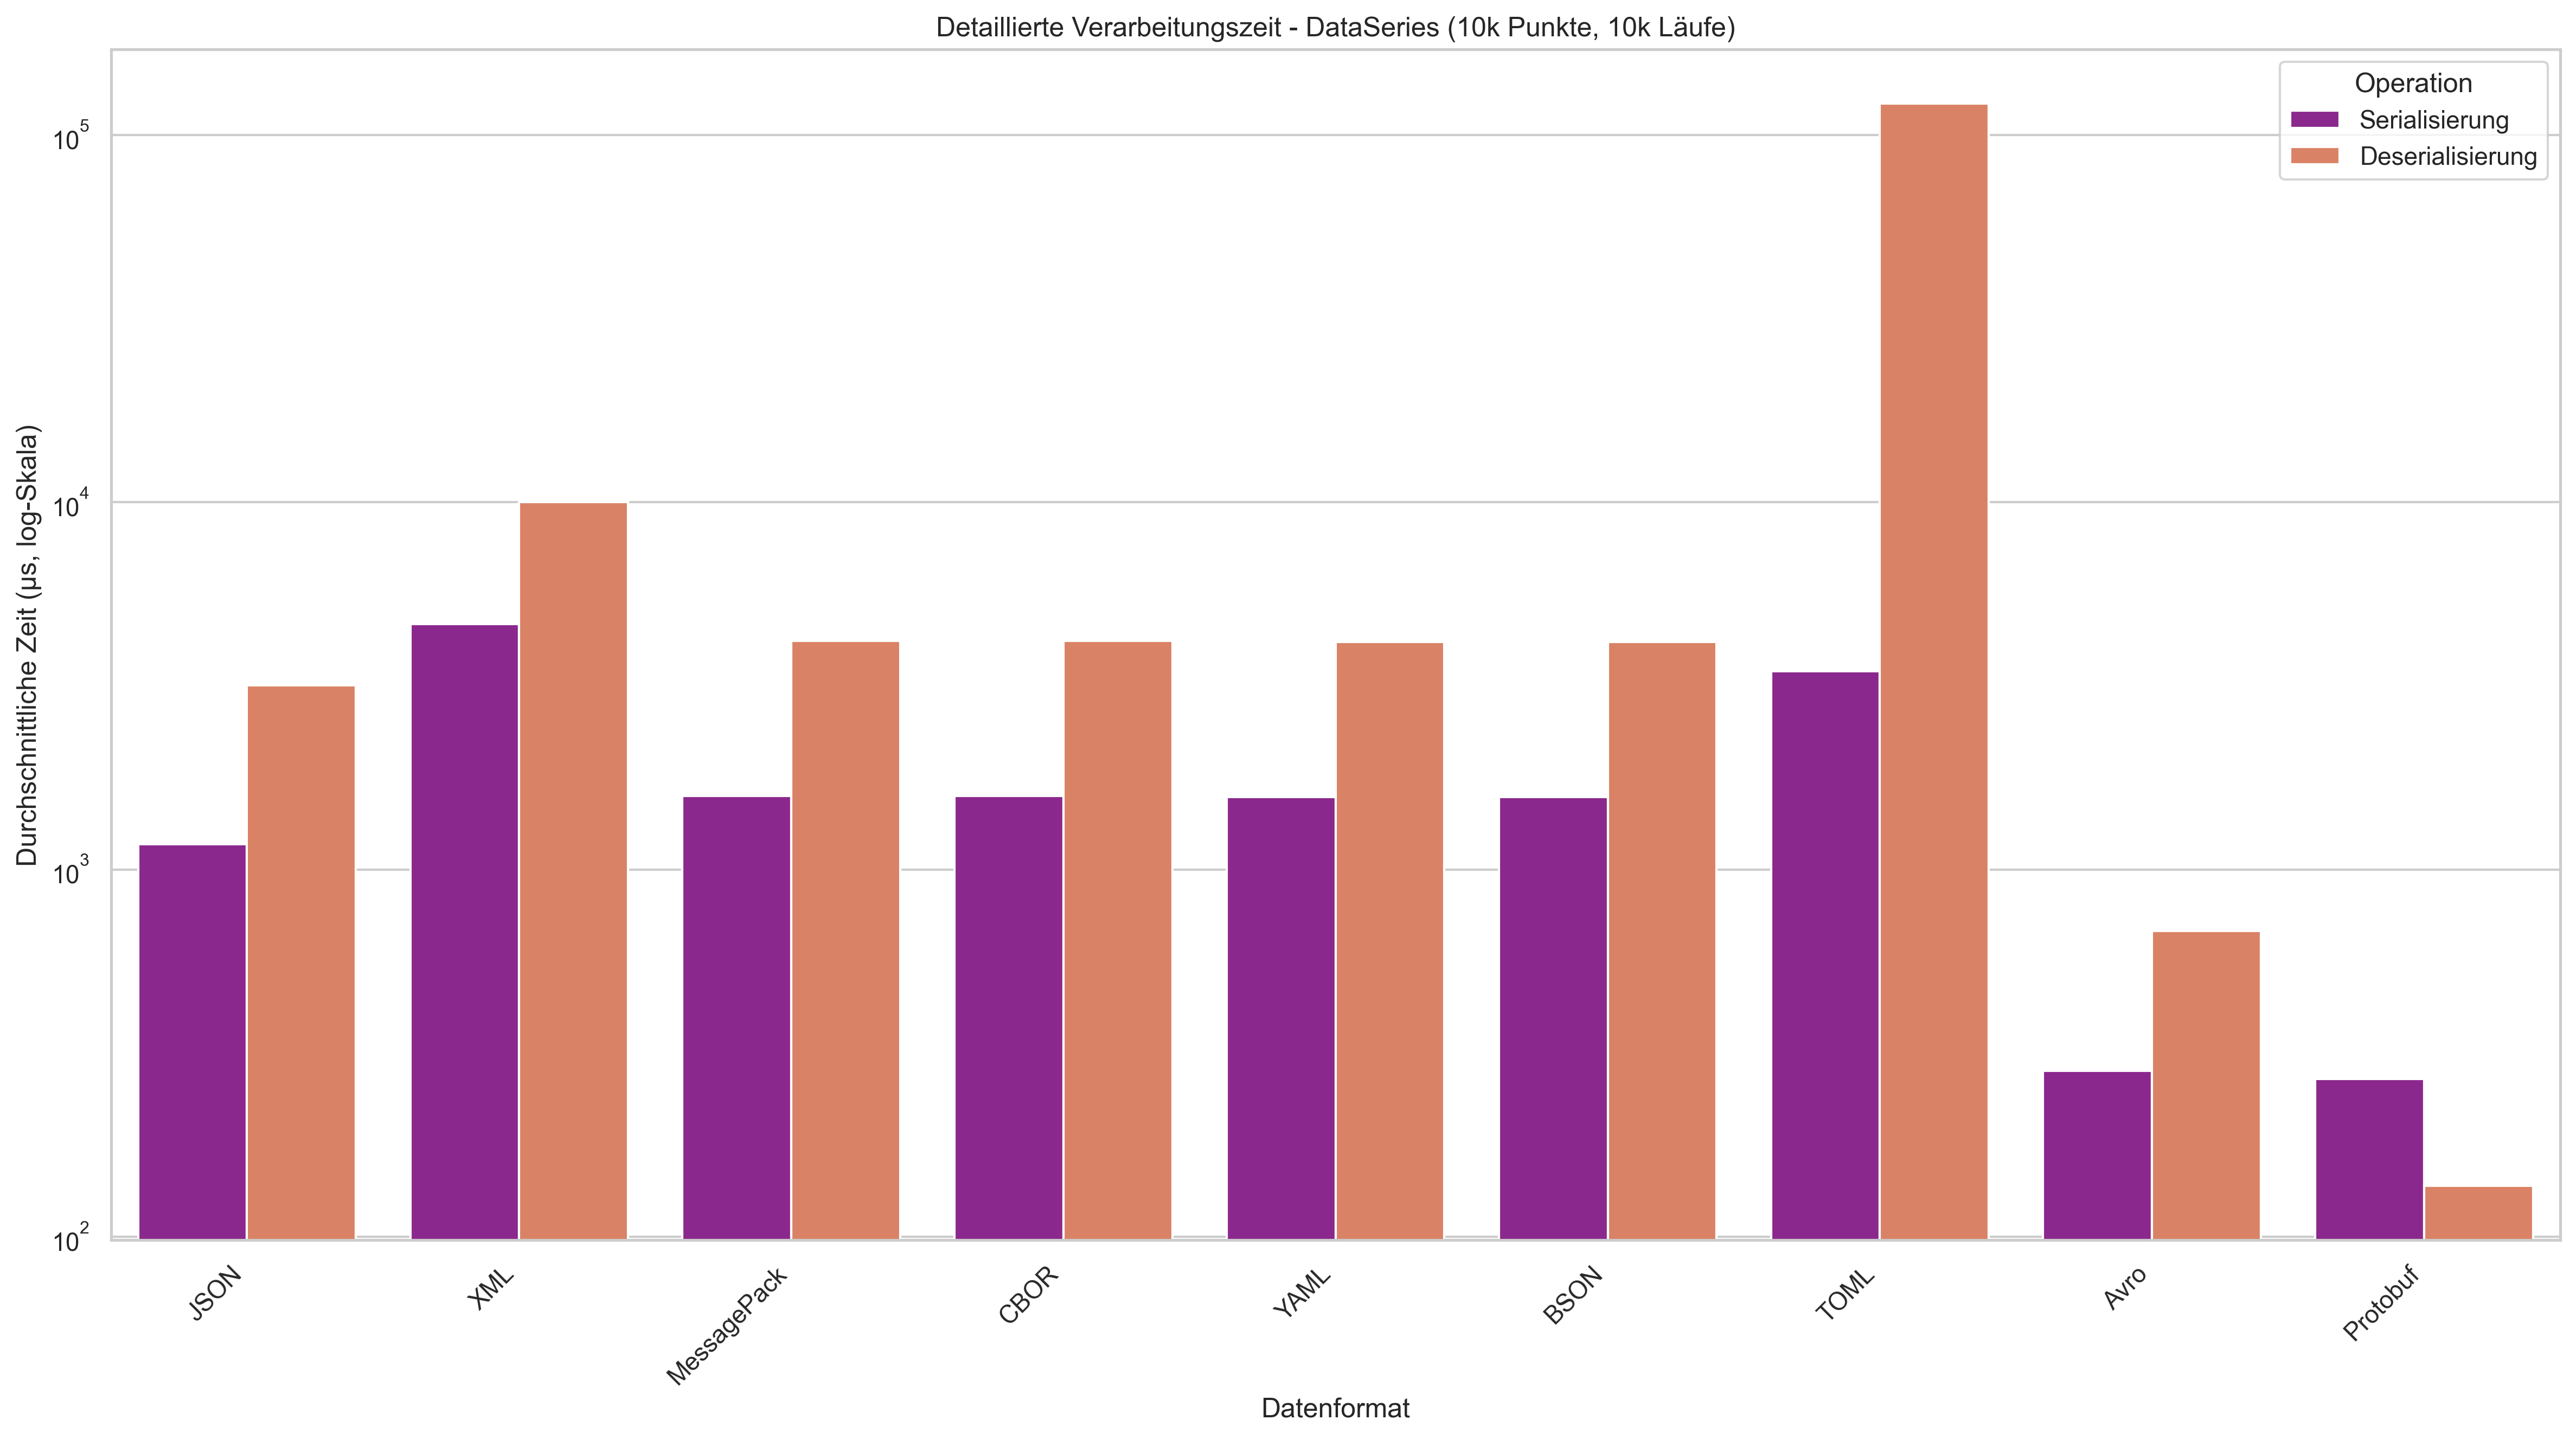 Detaillierte Verarbeitungszeit - DataSeries (10k Punkte, 10k Läufe)
Operation
Serialisierung
Deserialisierung
Durchschnittliche Zeit (µs, log-Skala)
10^5
10^4
10^3
10^2
JSON
XML
MessagePack
CBOR
YAML
BSON
TOML
Avro
Protobuf
Datenformat